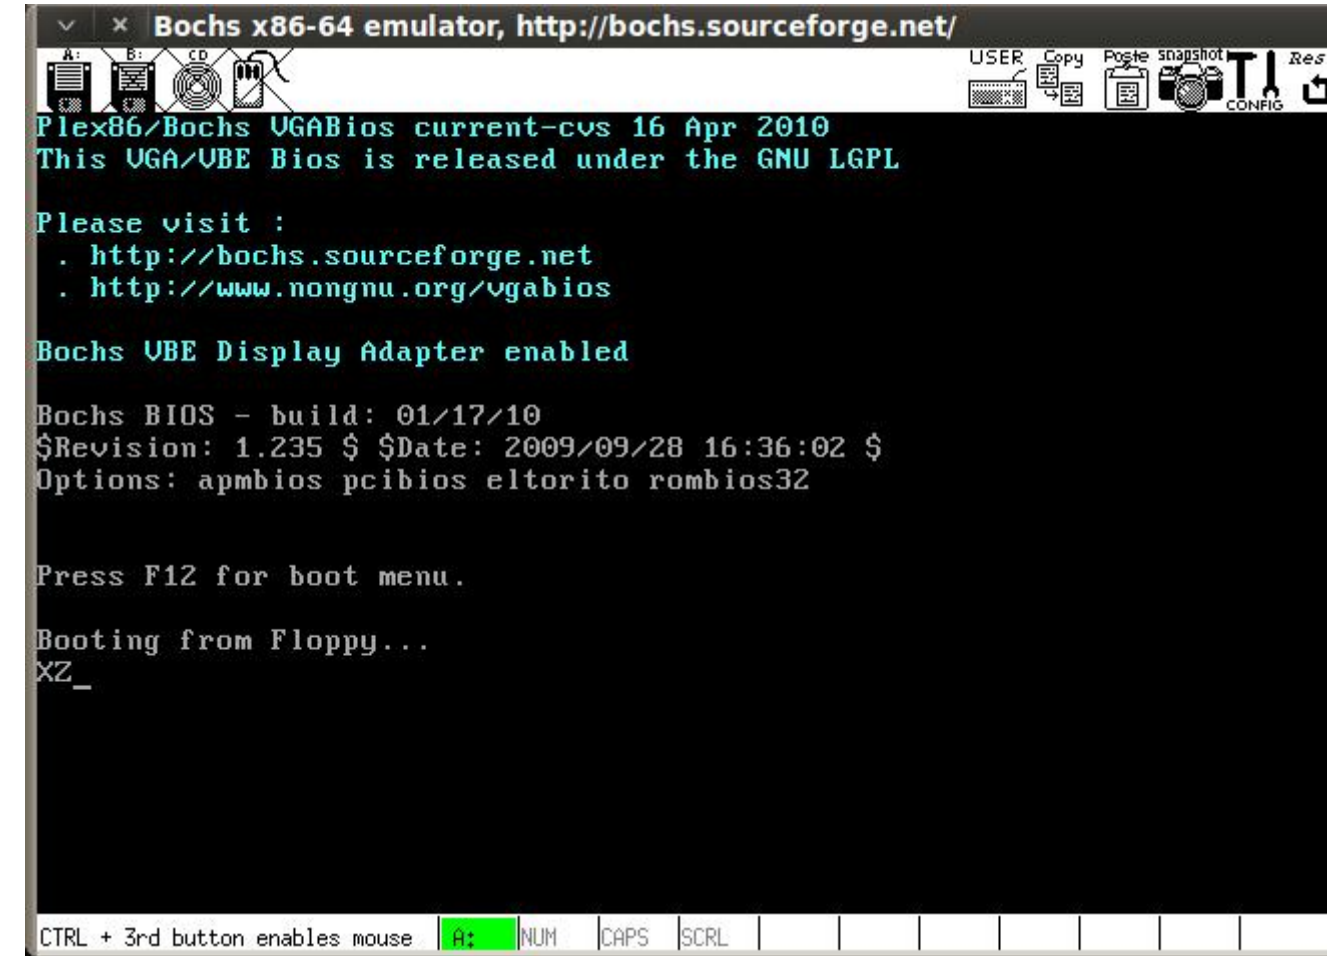 Bochs x86-64 emulator, http://bochs.sourceforge.net/
A: B: CD USER Copy Paste snapshot CONFIG Res
Plex86/Bochs VGABios current-cvs 16 Apr 2010
This VGA/VBE Bios is released under the GNU LGPL
Please visit :
. http://bochs.sourceforge.net
. http://www.nongnu.org/vgabios
Bochs VBE Display Adapter enabled
Bochs BIOS - build: 01/17/10
$Revision: 1.235 $ $Date: 2009/09/28 16:36:02 $
Options: apmbios pcibios eltorito rombios32
Press F12 for boot menu.
Booting from Floppy...
XZ_
CTRL + 3rd button enables mouse A: NUM CAPS SCRL